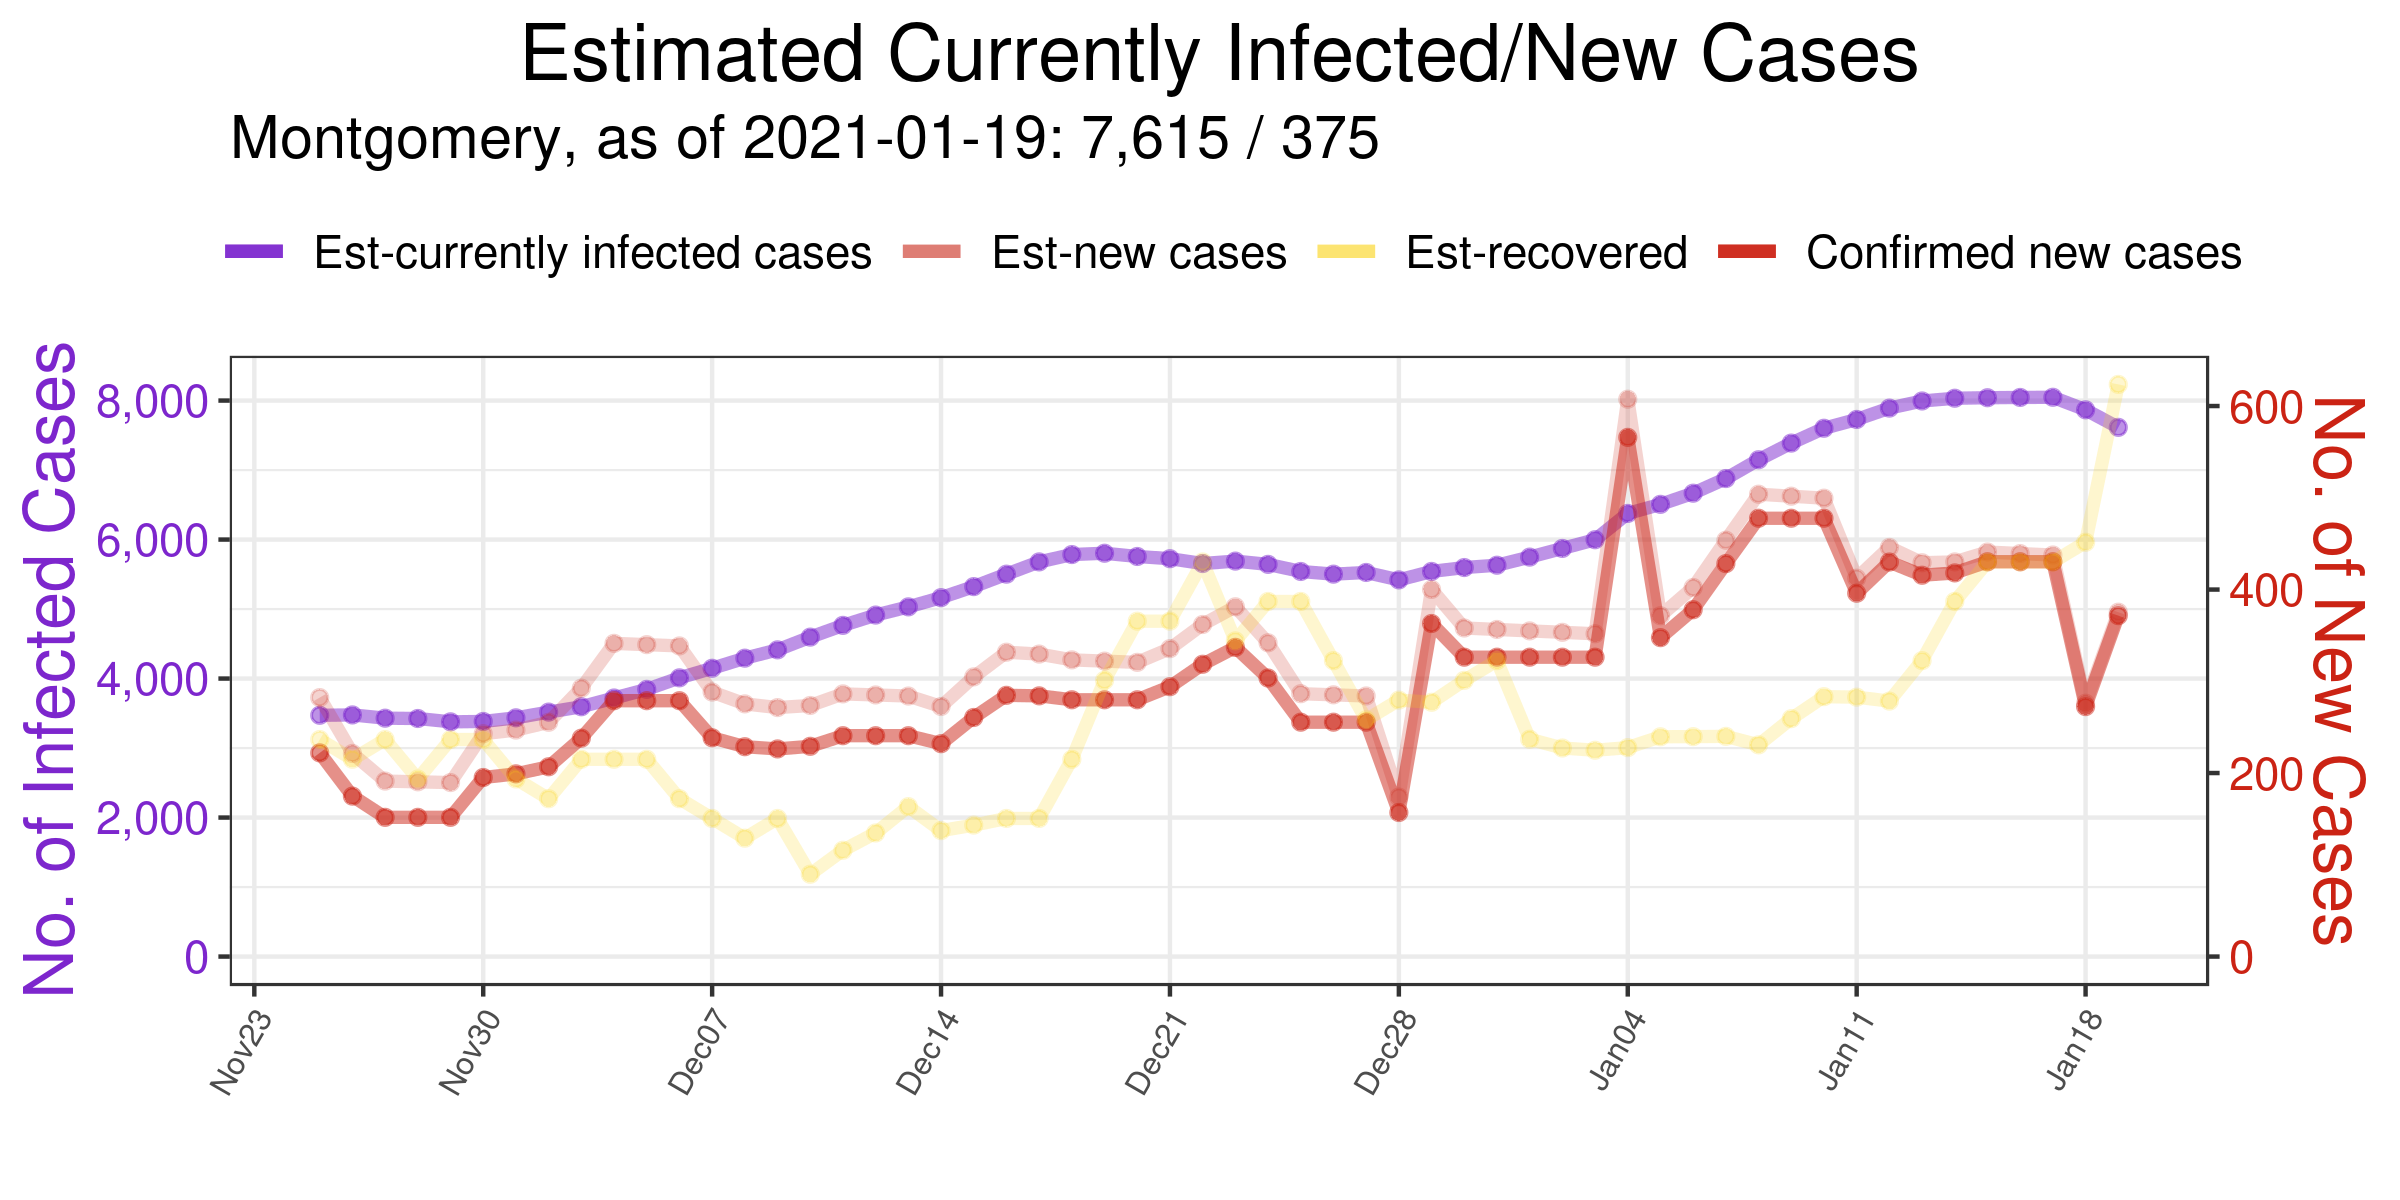 Estimated Currently Infected/New Cases
Montgomery, as of 2021-01-19: 7,615 / 375
Est-currently infected cases Est-new cases Est-recovered Confirmed new cases
No. of Infected Cases
8,000
6,000
4,000
2,000
0
600
400
200
0
No. of New Cases
Nov23 Nov30 Dec07 Dec14 Dec21 Dec28 Jan04 Jan11 Jan18